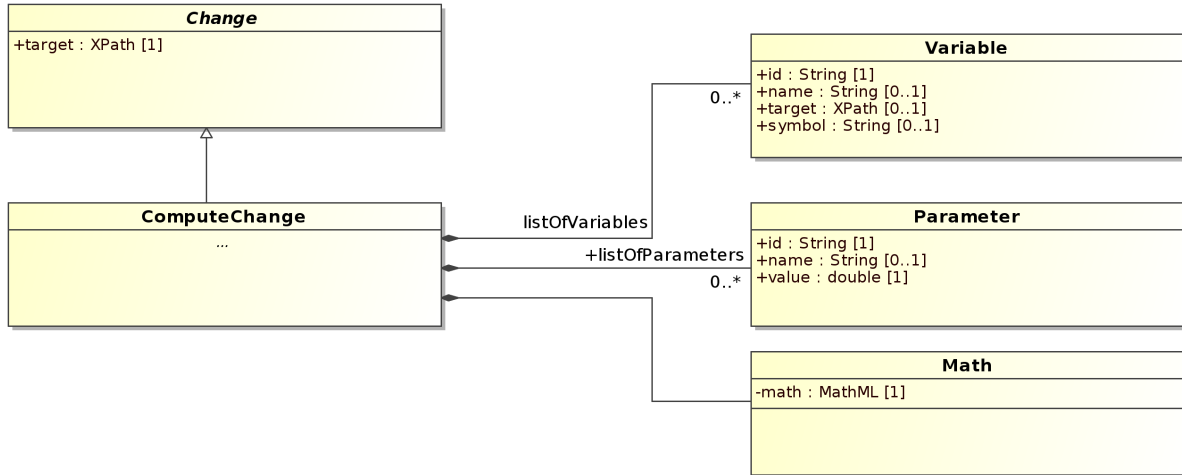 Change
+target : XPath [1]
Variable
+id : String [1]
+name : String [0..1]
+target : XPath [0..1]
+symbol : String [0..1]
0..*
ComputeChange
...
listOfVariables
+listOfParameters
0..*
Parameter
+id : String [1]
+name : String [0..1]
+value : double [1]
Math
-math : MathML [1]